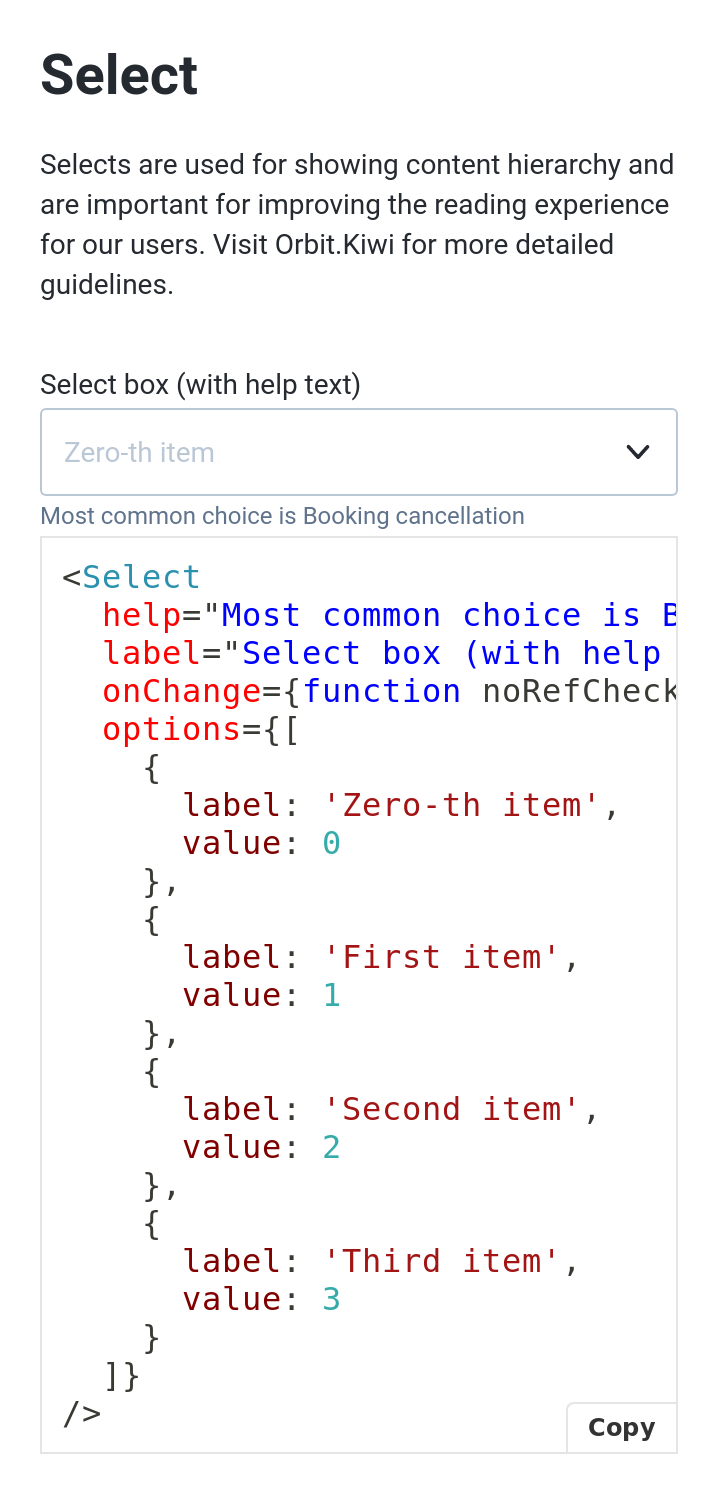 Select
Selects are used for showing content hierarchy and
are important for improving the reading experience
for our users. Visit Orbit.Kiwi for more detailed
guidelines.
Select box (with help text)
Zero-th item
Most common choice is Booking cancellation
<Select
  help="Most common choice is B
  label="Select box (with help
  onChange={function noRefCheck
  options={[
    {
      label: 'Zero-th item',
      value: 0
    },
    {
      label: 'First item',
      value: 1
    },
    {
      label: 'Second item',
      value: 2
    },
    {
      label: 'Third item',
      value: 3
    }
  ]}
/>
Copy